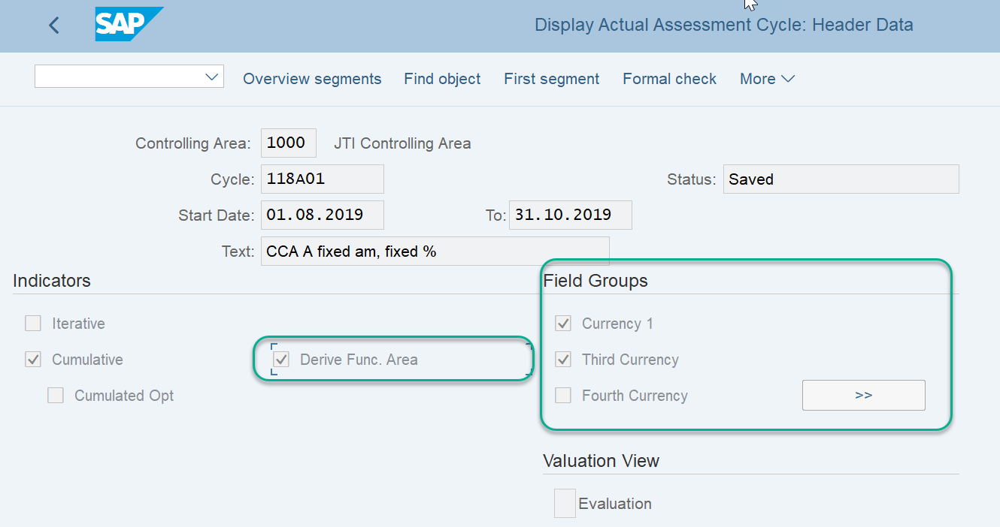 SAP
Display Actual Assessment Cycle: Header Data
Overview segments Find object First segment Formal check More
Controlling Area: 1000 JTI Controlling Area
Cycle: 118A01 Status: Saved
Start Date: 01.08.2019 To: 31.10.2019
Text: CCA A fixed am, fixed %
Indicators Field Groups
Iterative Currency 1
Cumulative Derive Func. Area Third Currency
Cumulated Opt Fourth Currency >>
Valuation View
Evaluation